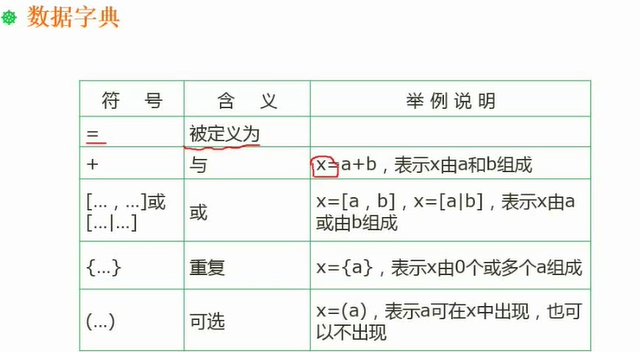 数据字典
符 号 含 义 举例说明
= 被定义为
+ 与 x=a+b，表示x由a和b组成
[…，…]或 或 x=[a，b]，x=[a|b]，表示x由a
[…|…] 或由b组成
{…} 重复 x={a}，表示x由0个或多个a组成
(…) 可选 x=(a)，表示a可在x中出现，也可
以不出现